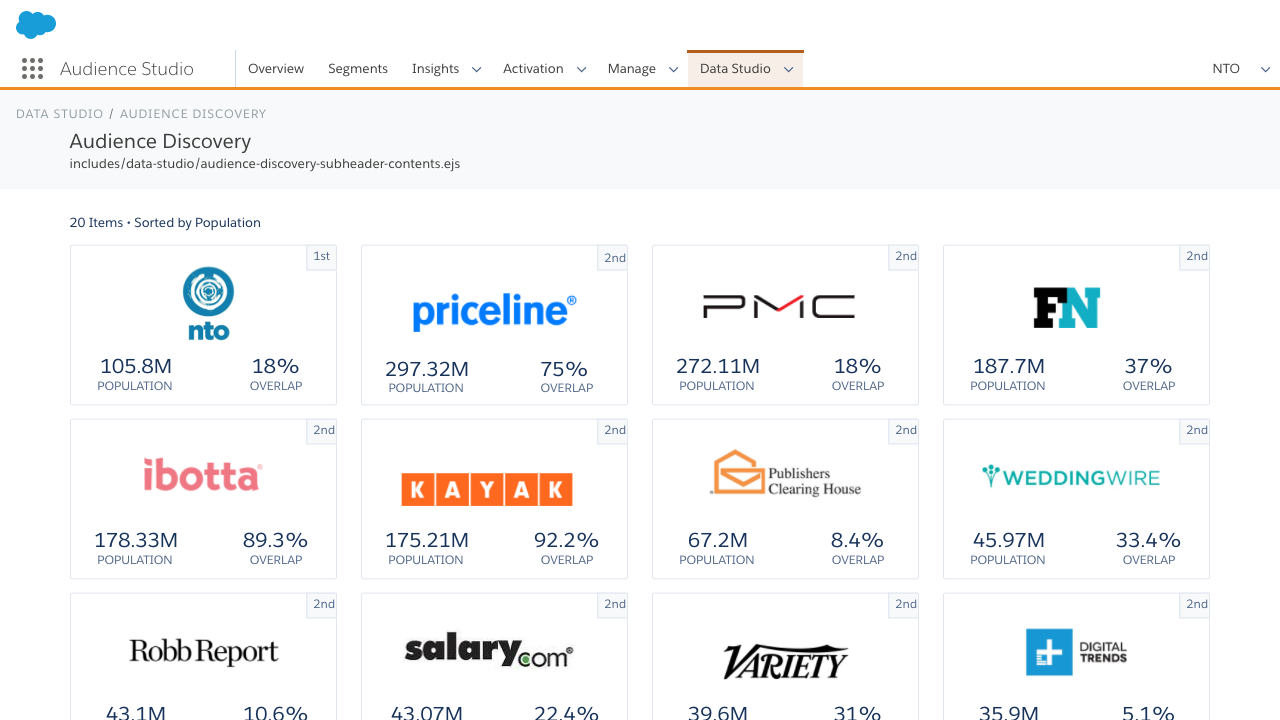 Audience Studio
Overview Segments Insights Activation Manage Data Studio NTO
DATA STUDIO / AUDIENCE DISCOVERY
Audience Discovery
includes/data-studio/audience-discovery-subheader-contents.ejs
20 Items • Sorted by Population
1st
nto
105.8M 18%
POPULATION OVERLAP
2nd
priceline®
297.32M 75%
POPULATION OVERLAP
2nd
PMC
272.11M 18%
POPULATION OVERLAP
2nd
FN
187.7M 37%
POPULATION OVERLAP
2nd
ibotta
178.33M 89.3%
POPULATION OVERLAP
2nd
KAYAK
175.21M 92.2%
POPULATION OVERLAP
2nd
Publishers
Clearing House
67.2M 8.4%
POPULATION OVERLAP
2nd
WEDDINGWIRE
45.97M 33.4%
POPULATION OVERLAP
2nd
Robb Report
43.1M 10.6%
2nd
salary.com®
43.07M 22.4%
2nd
VARIETY
39.6M 31%
2nd
DIGITAL
TRENDS
35.9M 5.1%